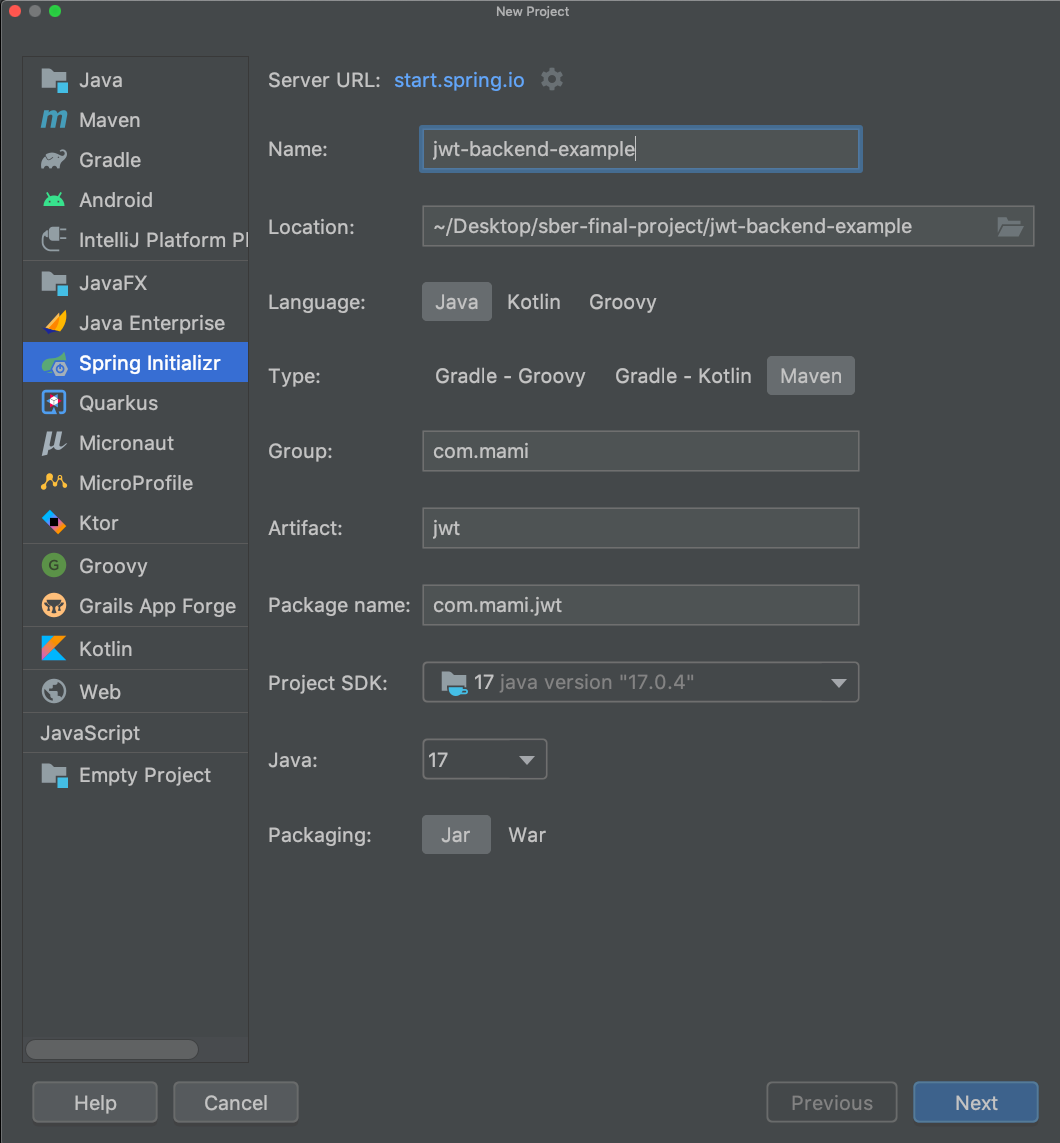 New Project
Java
Maven
Gradle
Android
IntelliJ Platform Pl
JavaFX
Java Enterprise
Spring Initializr
Quarkus
Micronaut
MicroProfile
Ktor
G Groovy
Grails App Forge
Kotlin
Web
JavaScript
Empty Project
Server URL: start.spring.io
Name: jwt-backend-example
Location: ~/Desktop/sber-final-project/jwt-backend-example
Language: Java Kotlin Groovy
Type: Gradle - Groovy Gradle - Kotlin Maven
Group: com.mami
Artifact: jwt
Package name: com.mami.jwt
Project SDK: 17 java version "17.0.4"
Java: 17
Packaging: Jar War
Help Cancel Previous Next